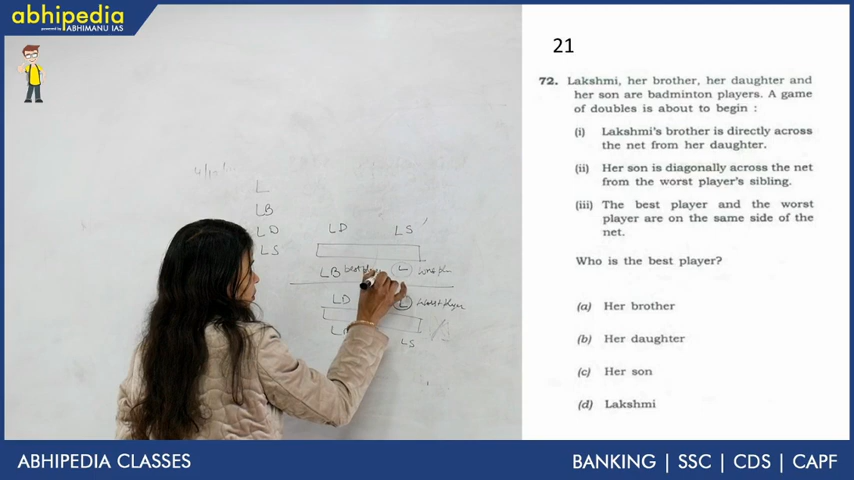 abhipedia
powered by ABHIMANU IAS
L
LB
LD
LS
LD LS
LB best L worst
LD L worst player
LS
21
72. Lakshmi, her brother, her daughter and
her son are badminton players. A game
of doubles is about to begin :
(i) Lakshmi's brother is directly across
the net from her daughter.
(ii) Her son is diagonally across the net
from the worst player's sibling.
(iii) The best player and the worst
player are on the same side of the
net.
Who is the best player?
(a) Her brother
(b) Her daughter
(c) Her son
(d) Lakshmi
ABHIPEDIA CLASSES
BANKING | SSC | CDS | CAPF